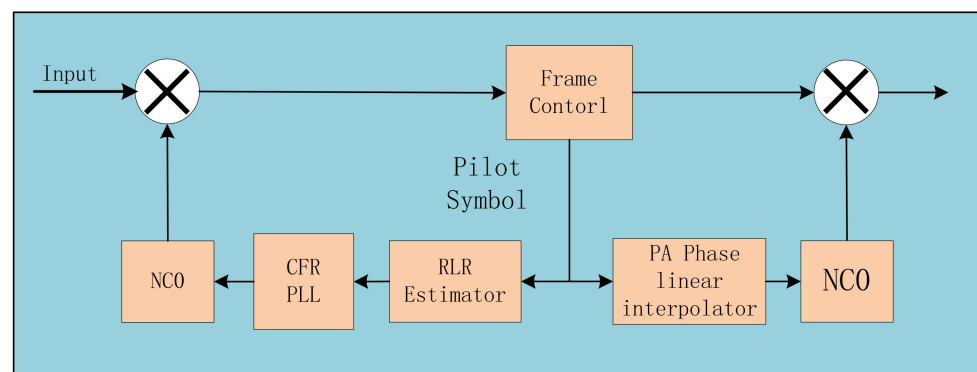 Input
Frame
Contorl
Pilot
Symbol
NCO
CFR
PLL
RLR
Estimator
PA Phase
linear
interpolator
NCO